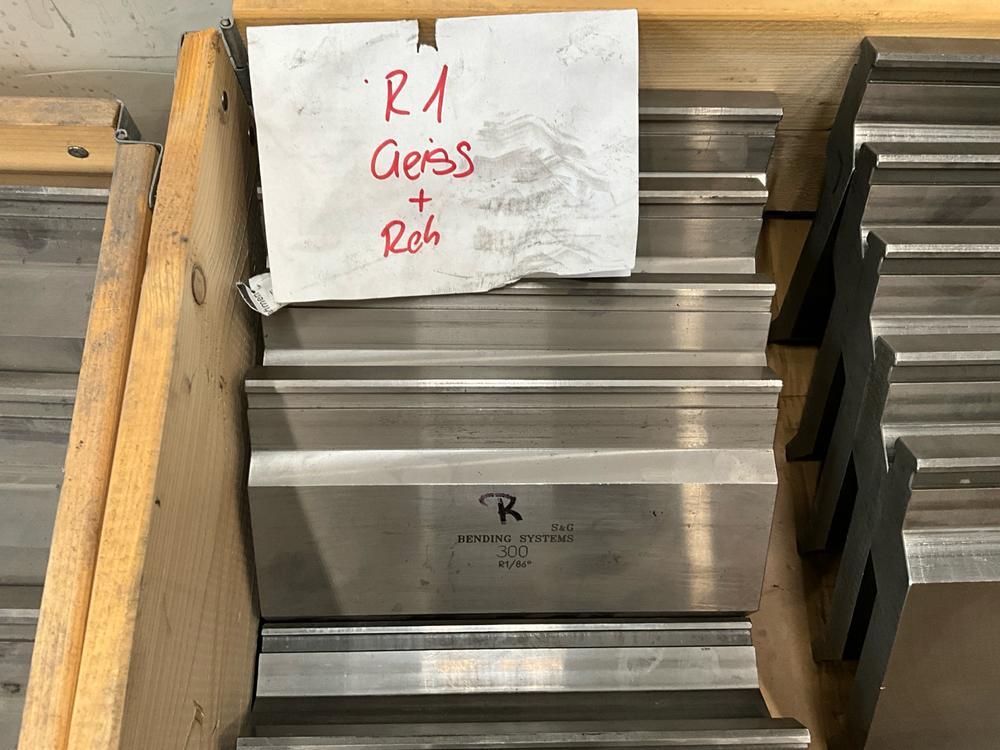 R1
Geiss
+
Reh
R
S&G
BENDING SYSTEMS
300
R1/86°